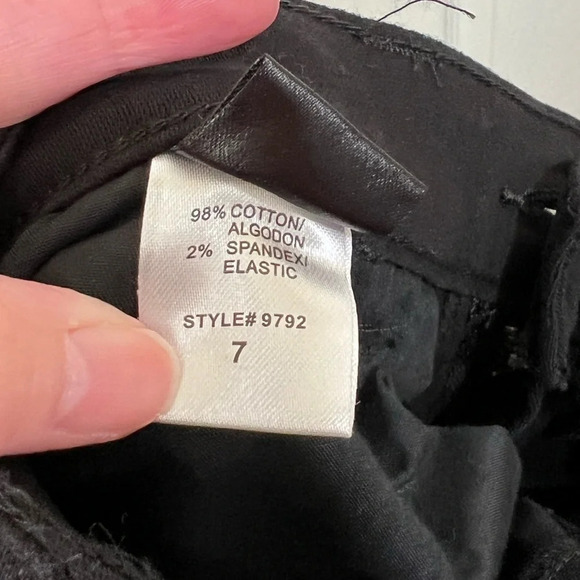 98% COTTON/
ALGODON
2% SPANDEX/
ELASTIC
STYLE# 9792
7